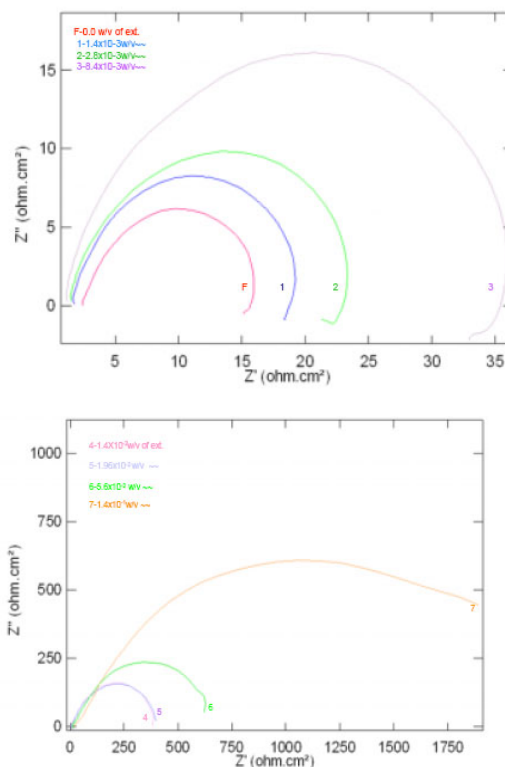 F-0.0 w/v of ext.
1-1.4x10-3w/v~~
2-2.8x10-3w/v~~
3-8.4x10-3w/v~~
15
10
5
0
Z'' (ohm.cm²)
F
1
2
3
5
10
15
20
25
30
35
Z' (ohm.cm²)
4-1.4X10⁻²w/v of ext.
5-1.96x10⁻²w/v ~~
6-5.6x10⁻² w/v ~~
7-1.4x10⁻¹w/v ~~
1000
750
500
250
0
Z'' (ohm.cm²)
7
4
5
6
0
250
500
750
1000
1250
1500
1750
Z' (ohm.cm²)